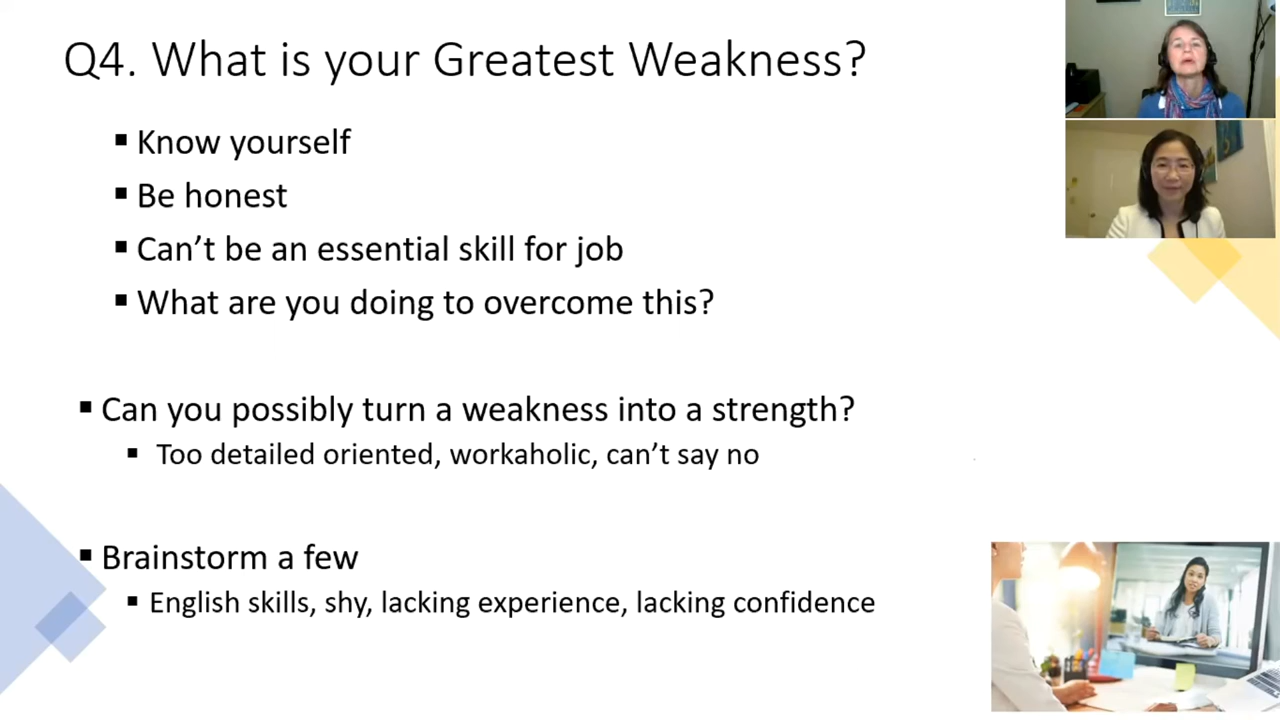 Q4. What is your Greatest Weakness?
▪ Know yourself
▪ Be honest
▪ Can’t be an essential skill for job
▪ What are you doing to overcome this?
▪ Can you possibly turn a weakness into a strength?
▪ Too detailed oriented, workaholic, can’t say no
▪ Brainstorm a few
▪ English skills, shy, lacking experience, lacking confidence